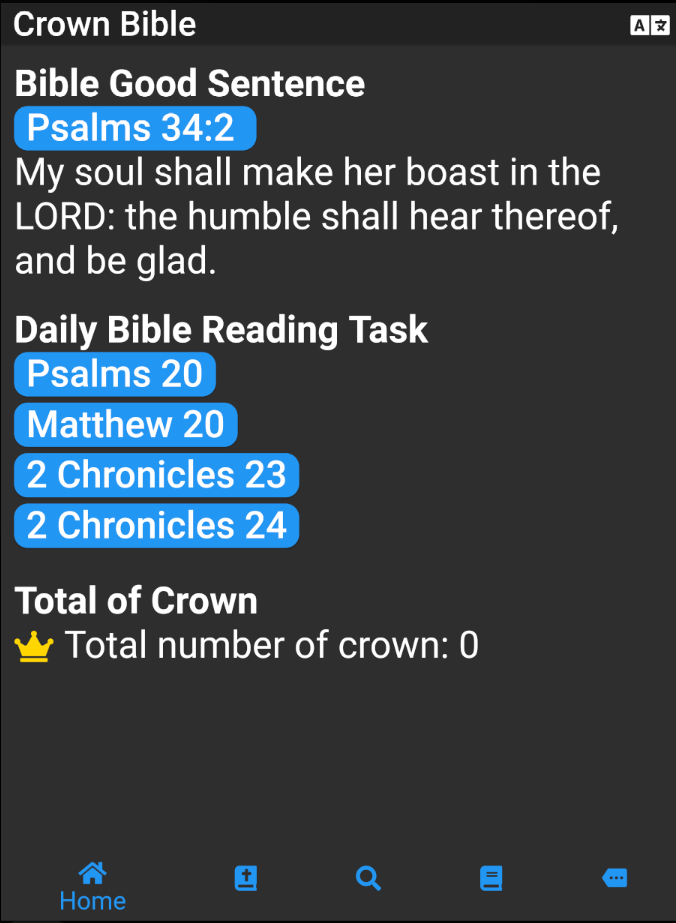 Crown Bible
A 文
Bible Good Sentence
Psalms 34:2
My soul shall make her boast in the
LORD: the humble shall hear thereof,
and be glad.
Daily Bible Reading Task
Psalms 20
Matthew 20
2 Chronicles 23
2 Chronicles 24
Total of Crown
Total number of crown: 0
Home